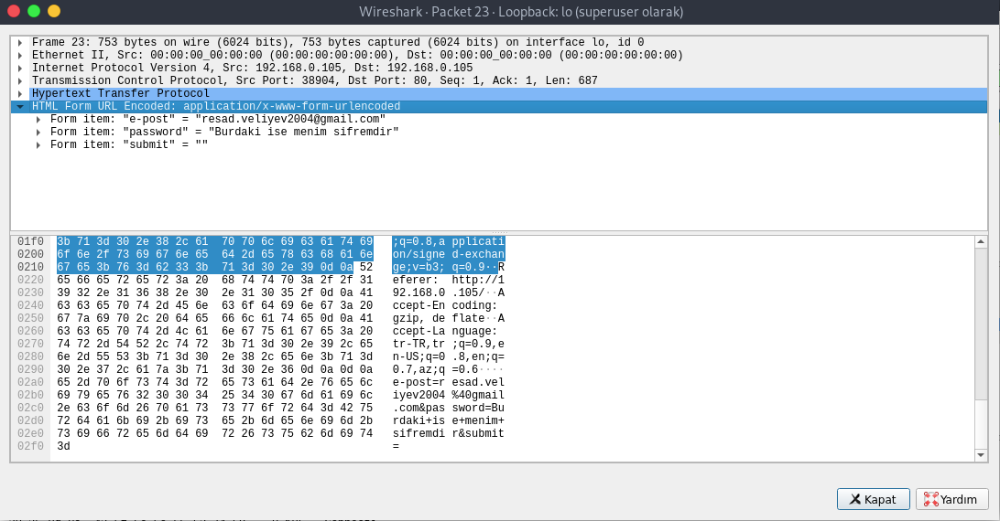 Wireshark · Packet 23 · Loopback: lo (superuser olarak)
Frame 23: 753 bytes on wire (6024 bits), 753 bytes captured (6024 bits) on interface lo, id 0
Ethernet II, Src: 00:00:00_00:00:00 (00:00:00:00:00:00), Dst: 00:00:00_00:00:00 (00:00:00:00:00:00)
Internet Protocol Version 4, Src: 192.168.0.105, Dst: 192.168.0.105
Transmission Control Protocol, Src Port: 38904, Dst Port: 80, Seq: 1, Ack: 1, Len: 687
Hypertext Transfer Protocol
HTML Form URL Encoded: application/x-www-form-urlencoded
Form item: "e-post" = "resad.veliyev2004@gmail.com"
Form item: "password" = "Burdaki ise menim sifremdir"
Form item: "submit" = ""
01f0 3b 71 3d 30 2e 38 2c 61 70 70 6c 69 63 61 74 69 ;q=0.8,a pplicati
0200 6f 6e 2f 73 69 67 6e 65 64 2d 65 78 63 68 61 6e on/signe d-exchan
0210 67 65 3b 76 3d 62 33 3b 71 3d 30 2e 39 0d 0a 52 ge;v=b3; q=0.9··R
0220 65 66 65 72 65 72 3a 20 68 74 74 70 3a 2f 2f 31 eferer: http://1
0230 39 32 2e 31 36 38 2e 30 2e 31 30 35 2f 0d 0a 41 92.168.0 .105/··A
0240 63 63 65 70 74 2d 45 6e 63 6f 64 69 6e 67 3a 20 ccept-En coding:
0250 67 7a 69 70 2c 20 64 65 66 6c 61 74 65 0d 0a 41 gzip, de flate··A
0260 63 63 65 70 74 2d 4c 61 6e 67 75 61 67 65 3a 20 ccept-La nguage:
0270 74 72 2d 54 52 2c 74 72 3b 71 3d 30 2e 39 2c 65 tr-TR,tr ;q=0.9,e
0280 6e 2d 55 53 3b 71 3d 30 2e 38 2c 65 6e 3b 71 3d n-US;q=0 .8,en;q=
0290 30 2e 37 2c 61 7a 3b 71 3d 30 2e 36 0d 0a 0d 0a 0.7,az;q =0.6····
02a0 65 2d 70 6f 73 74 3d 72 65 73 61 64 2e 76 65 6c e-post=r esad.vel
02b0 69 79 65 76 32 30 30 34 25 34 30 67 6d 61 69 6c iyev2004 %40gmail
02c0 2e 63 6f 6d 26 70 61 73 73 77 6f 72 64 3d 42 75 .com&pas sword=Bu
02d0 72 64 61 6b 69 2b 69 73 65 2b 6d 65 6e 69 6d 2b rdaki+is e+menim+
02e0 73 69 66 72 65 6d 64 69 72 26 73 75 62 6d 69 74 sifremdi r&submit
02f0 3d =
Kapat
Yardım